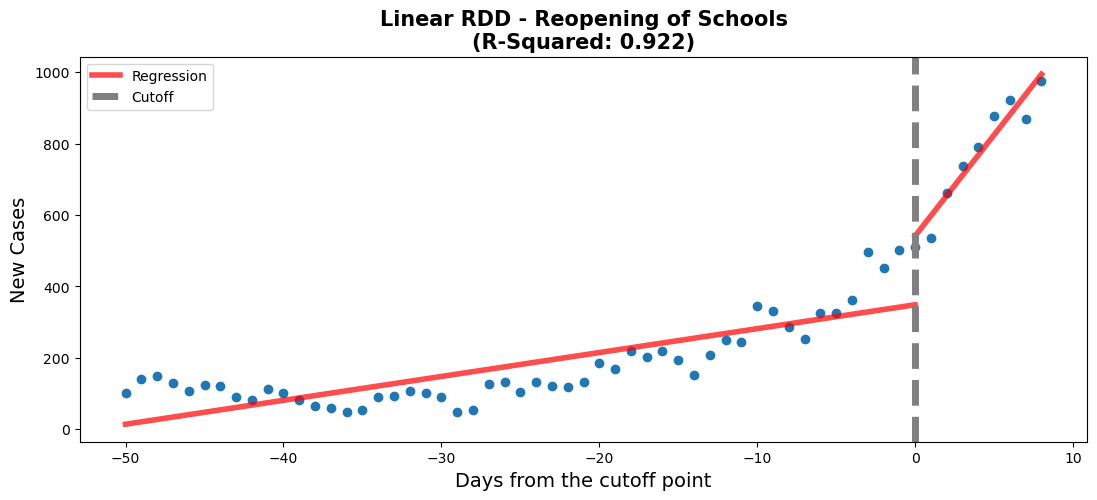 Linear RDD - Reopening of Schools
(R-Squared: 0.922)
Regression
Cutoff
New Cases
1000
800
600
400
200
0
−50
−40
−30
−20
−10
0
10
Days from the cutoff point